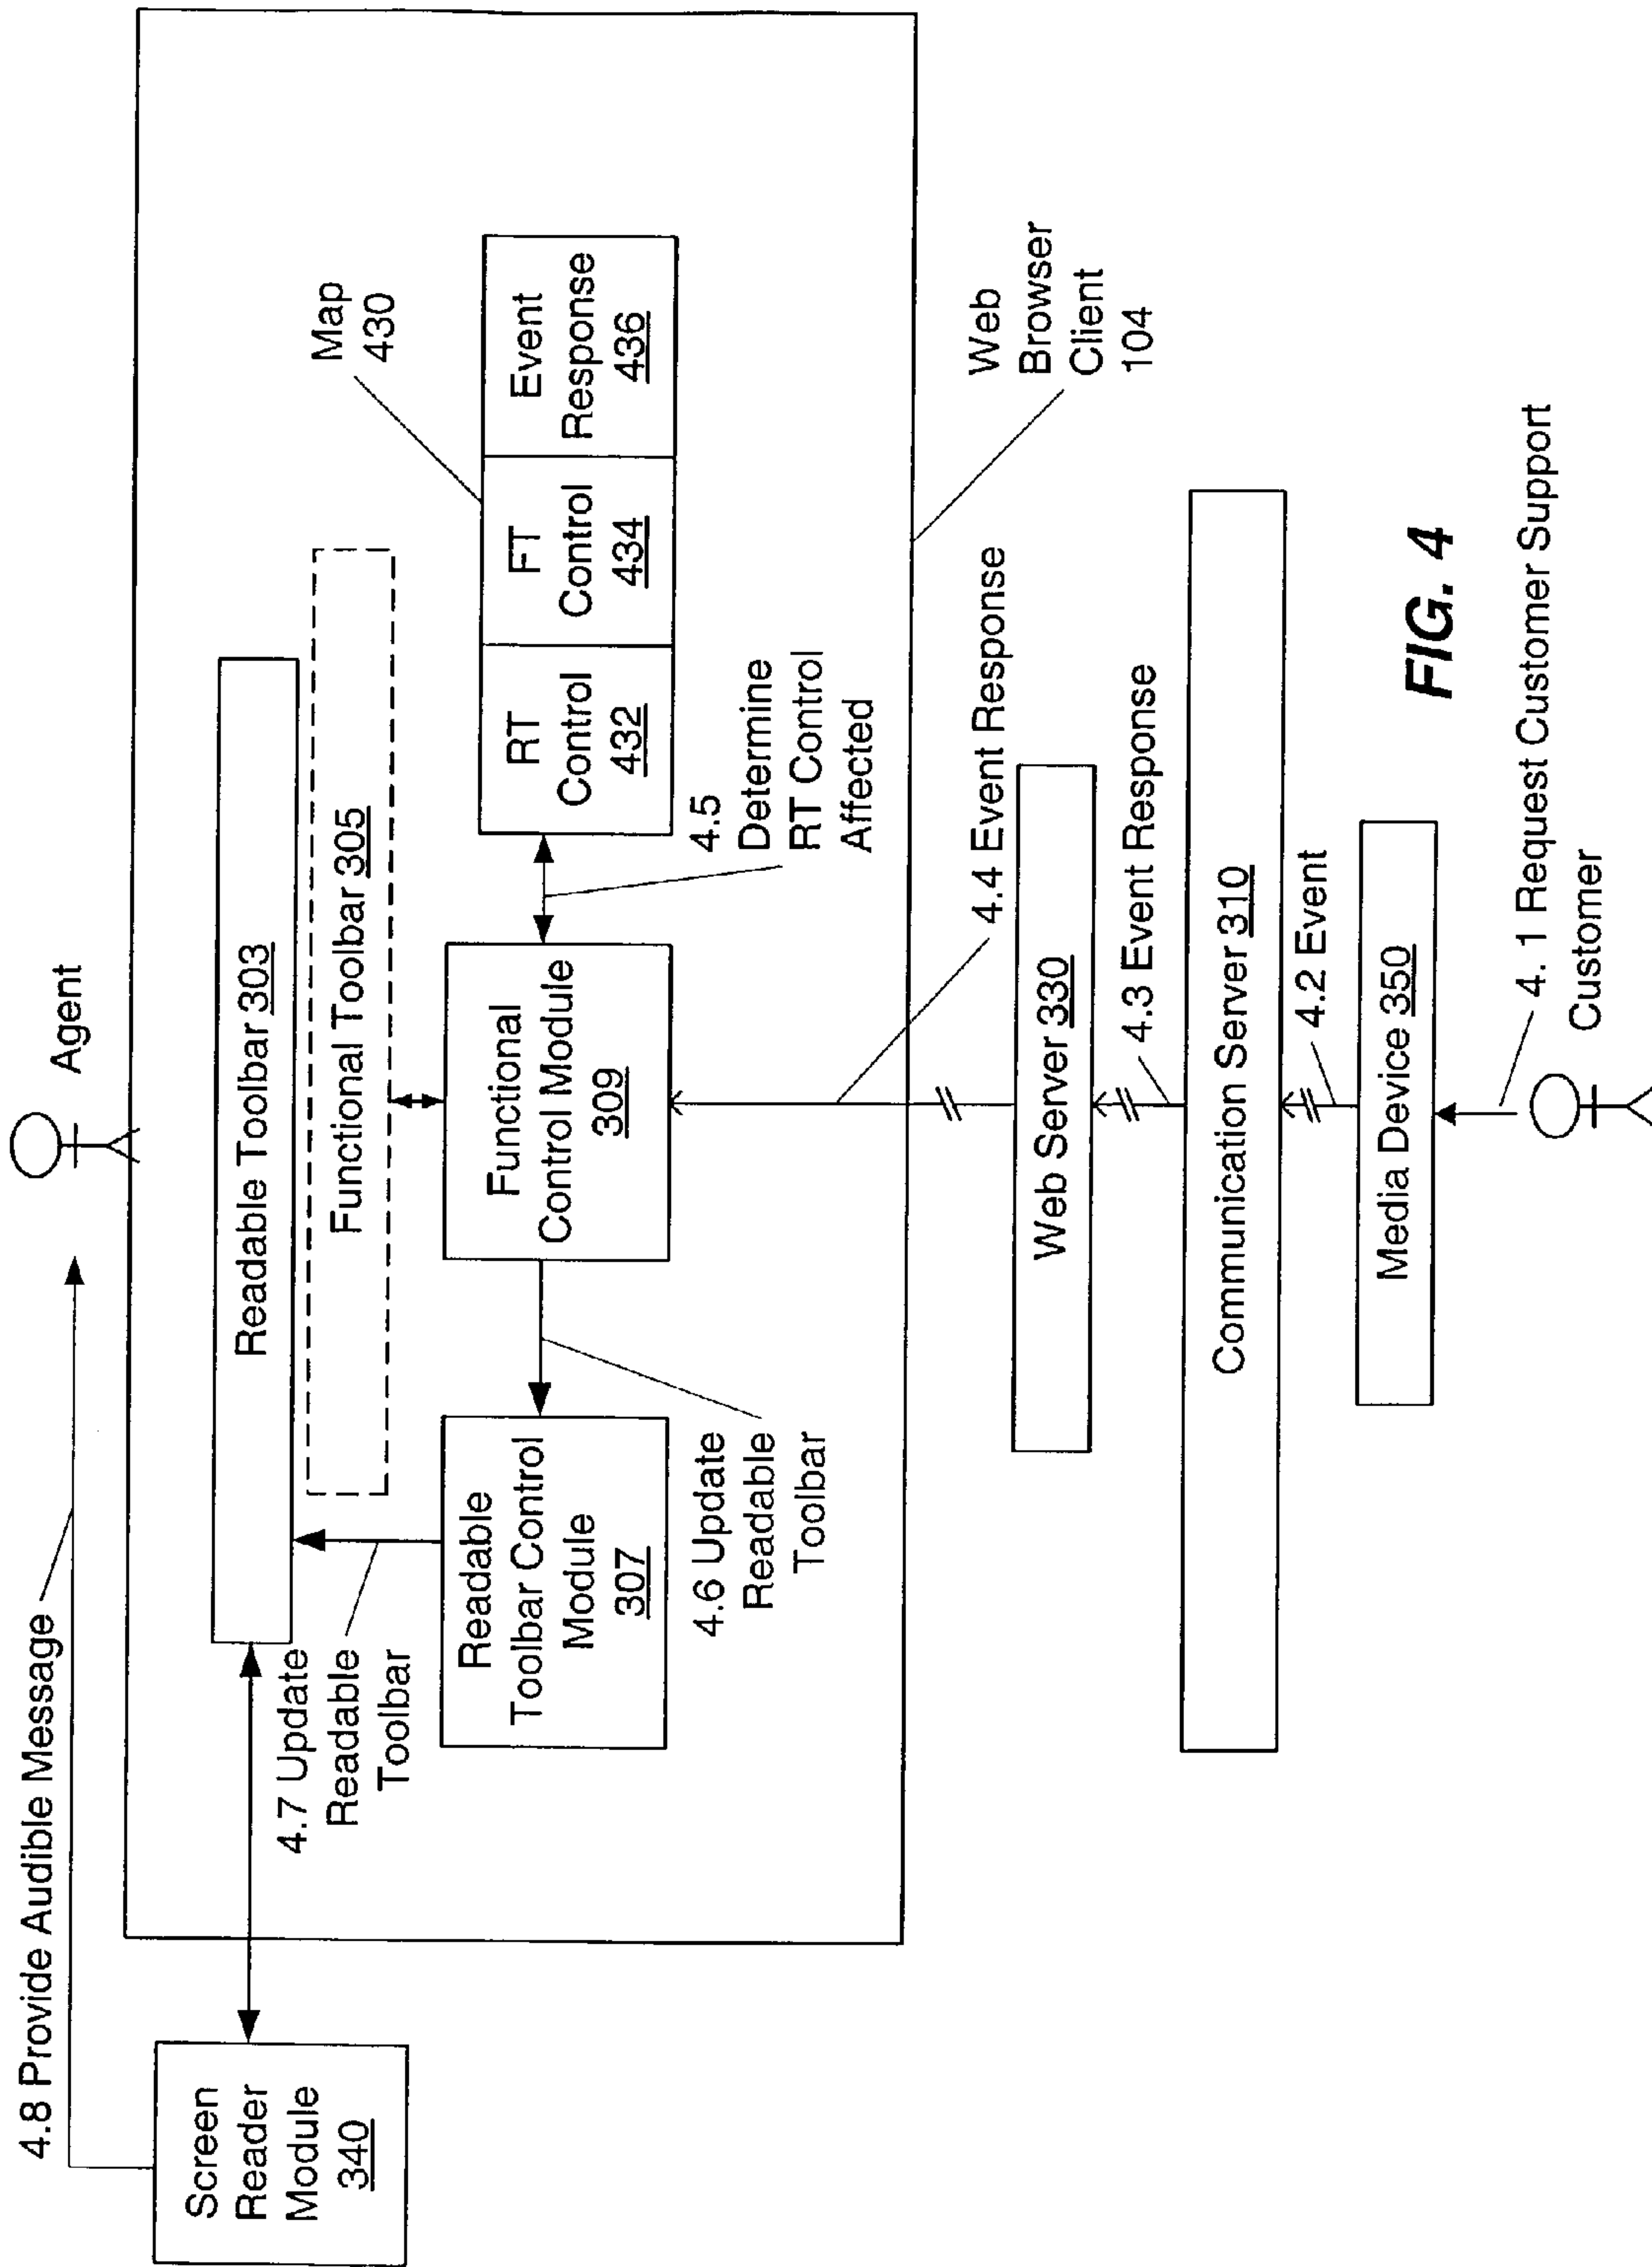 4.8 Provide Audible Message
Agent
Screen
Reader
Module
340
Readable Toolbar 303
Functional Toolbar 305
4.7 Update
Readable
Toolbar
Readable
Toolbar Control
Module
307
Functional
Control Module
309
RT
Control
432
FT
Control
434
Event
Response
436
Map
430
4.6 Update
Readable
Toolbar
4.5
Determine
RT Control
Affected
Web
Browser
Client
104
4.4 Event Response
Web Server 330
4.3 Event Response
Communication Server 310
4.2 Event
Media Device 350
4. 1 Request Customer Support
Customer
FIG. 4